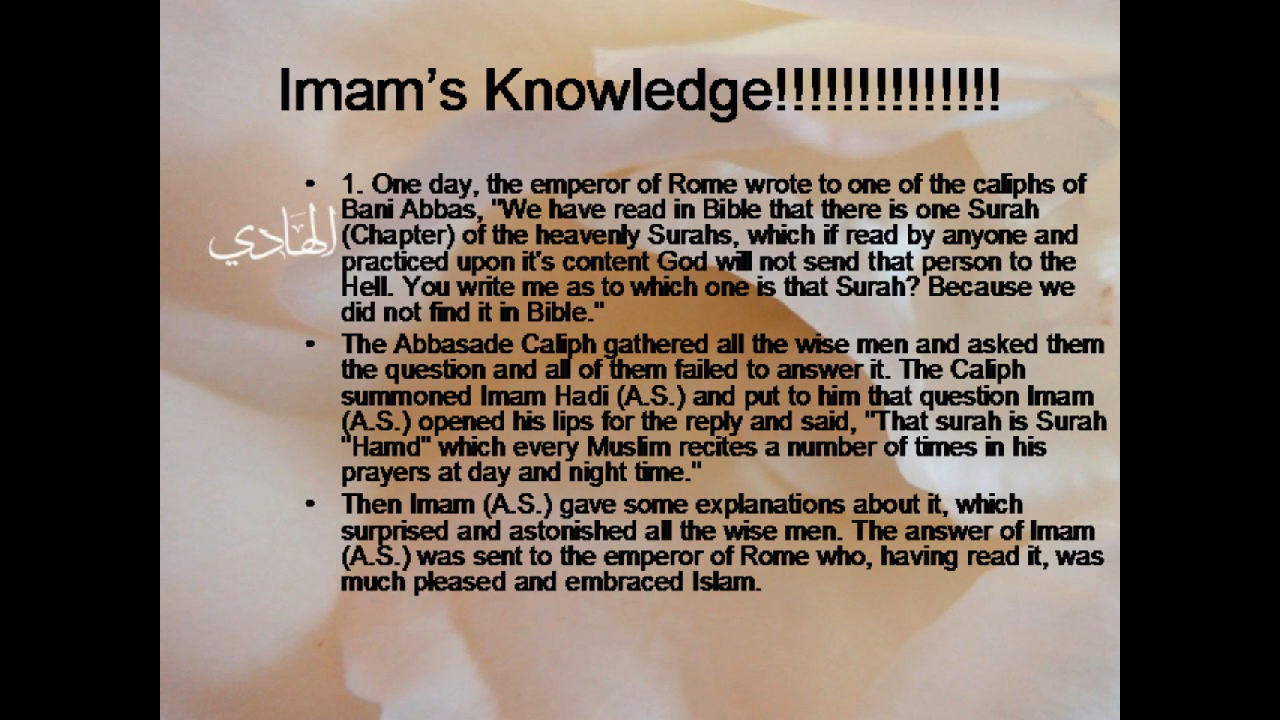 Imam’s Knowledge!!!!!!!!!!!!!!
• 1. One day, the emperor of Rome wrote to one of the caliphs of
Bani Abbas, "We have read in Bible that there is one Surah
(Chapter) of the heavenly Surahs, which if read by anyone and
practiced upon it's content God will not send that person to the
Hell. You write me as to which one is that Surah? Because we
did not find it in Bible."
الهَادي
• The Abbasade Caliph gathered all the wise men and asked them
the question and all of them failed to answer it. The Caliph
summoned Imam Hadi (A.S.) and put to him that question Imam
(A.S.) opened his lips for the reply and said, "That surah is Surah
"Hamd" which every Muslim recites a number of times in his
prayers at day and night time."
• Then Imam (A.S.) gave some explanations about it, which
surprised and astonished all the wise men. The answer of Imam
(A.S.) was sent to the emperor of Rome who, having read it, was
much pleased and embraced Islam.